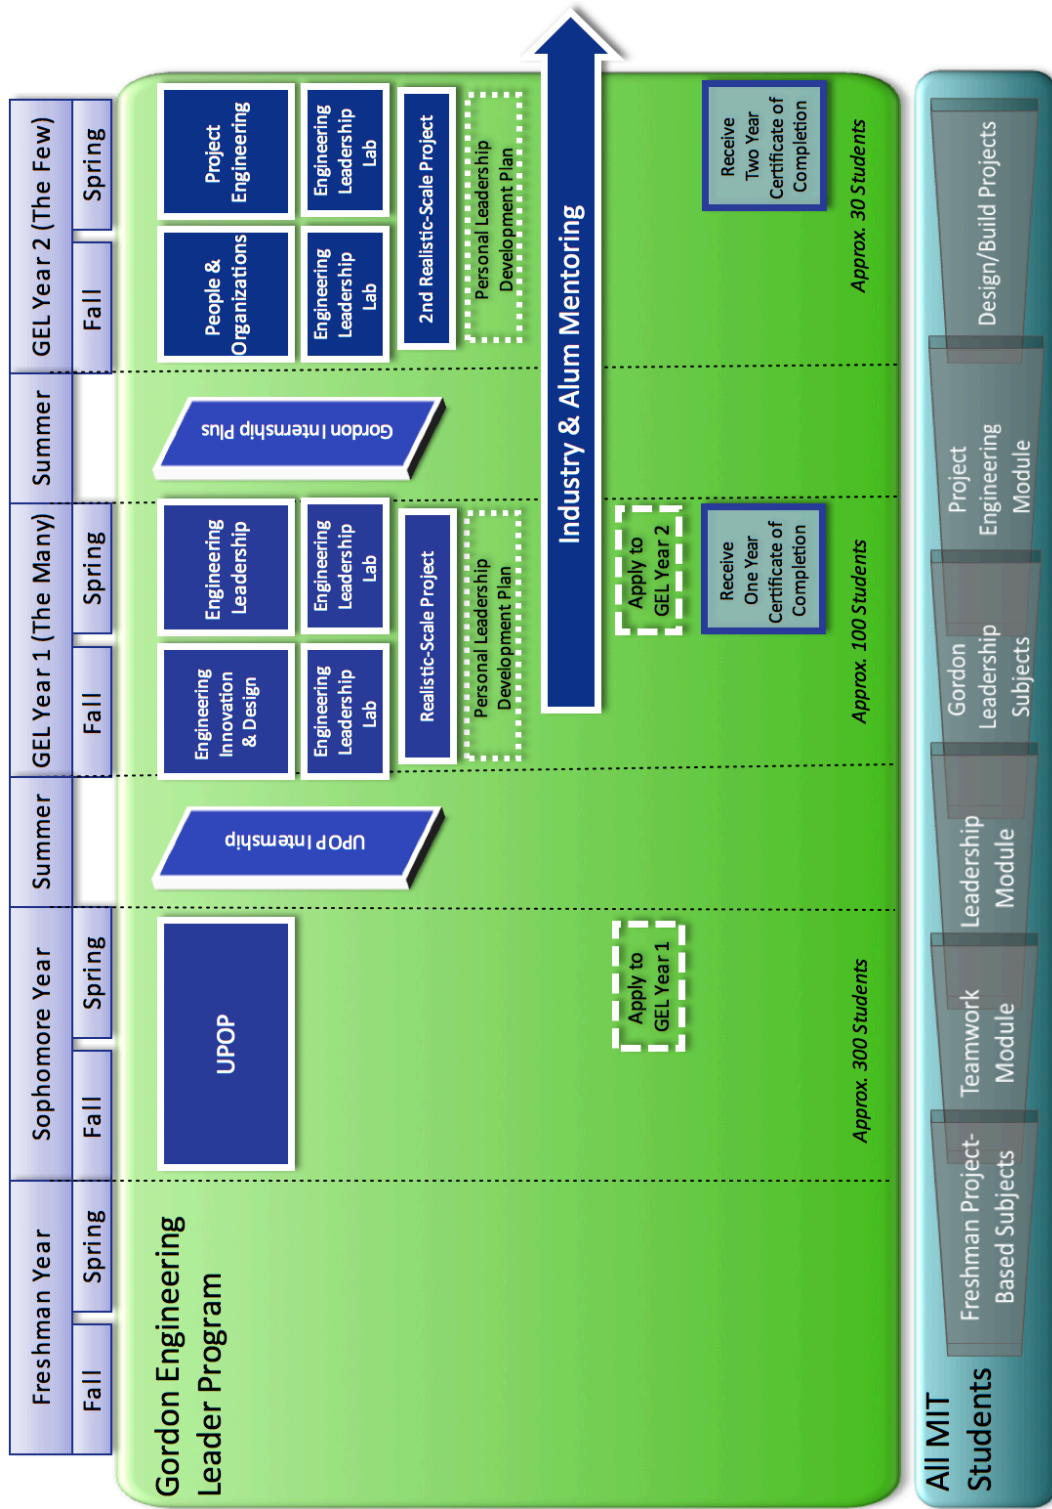 Freshman Year
Sophomore Year
Summer
GEL Year 1 (The Many)
Summer
GEL Year 2 (The Few)
Fall
Spring
Fall
Spring
Fall
Spring
Fall
Spring
Gordon Engineering
Leader Program
UPOP
UPOP Internship
Engineering
Innovation
& Design
Engineering
Leadership
Gordon Internship Plus
People &
Organizations
Project
Engineering
Engineering
Leadership
Lab
Engineering
Leadership
Lab
Engineering
Leadership
Lab
Engineering
Leadership
Lab
Realistic-Scale Project
2nd Realistic-Scale Project
Personal Leadership
Development Plan
Personal Leadership
Development Plan
Industry & Alum Mentoring
Apply to
GEL Year 1
Apply to
GEL Year 2
Receive
One Year
Certificate of
Completion
Receive
Two Year
Certificate of
Completion
Approx. 300 Students
Approx. 100 Students
Approx. 30 Students
All MIT
Students
Freshman Project-
Based Subjects
Teamwork
Module
Leadership
Module
Gordon
Leadership
Subjects
Project
Engineering
Module
Design/Build Projects